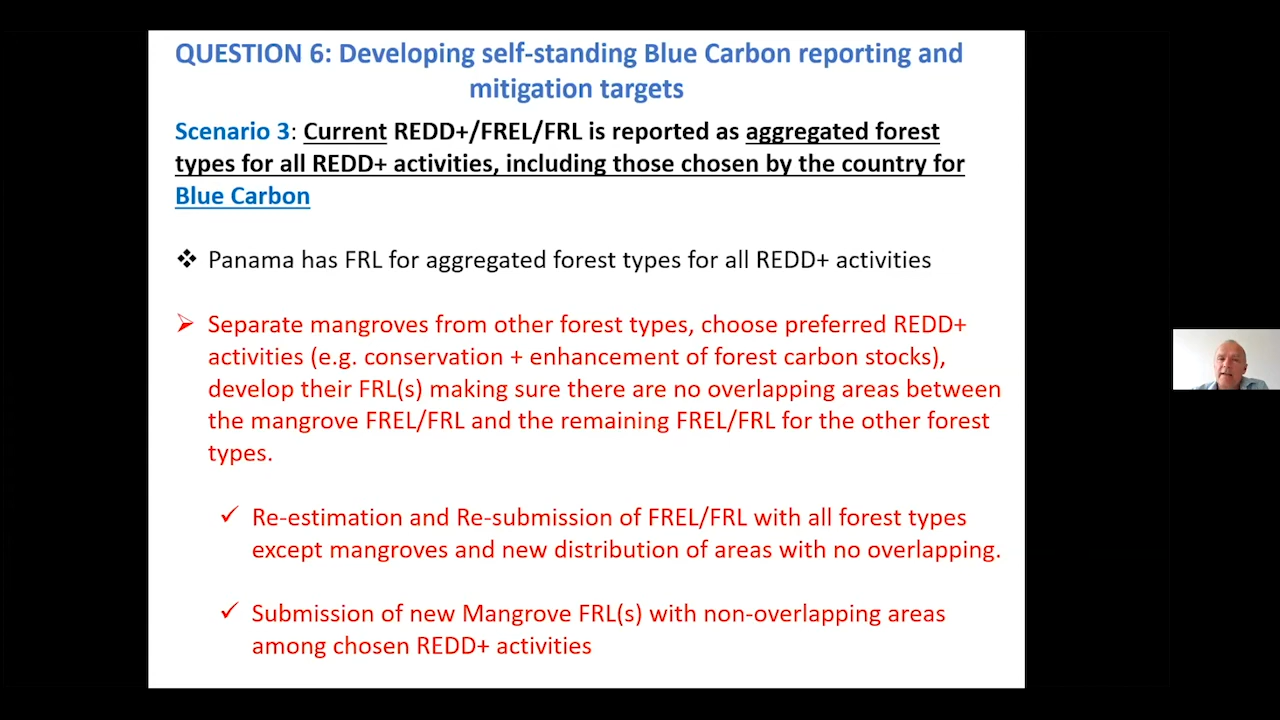 QUESTION 6: Developing self-standing Blue Carbon reporting and
mitigation targets
Scenario 3: Current REDD+/FREL/FRL is reported as aggregated forest
types for all REDD+ activities, including those chosen by the country for
Blue Carbon
❖ Panama has FRL for aggregated forest types for all REDD+ activities
➢ Separate mangroves from other forest types, choose preferred REDD+
activities (e.g. conservation + enhancement of forest carbon stocks),
develop their FRL(s) making sure there are no overlapping areas between
the mangrove FREL/FRL and the remaining FREL/FRL for the other forest
types.
✓ Re-estimation and Re-submission of FREL/FRL with all forest types
except mangroves and new distribution of areas with no overlapping.
✓ Submission of new Mangrove FRL(s) with non-overlapping areas
among chosen REDD+ activities